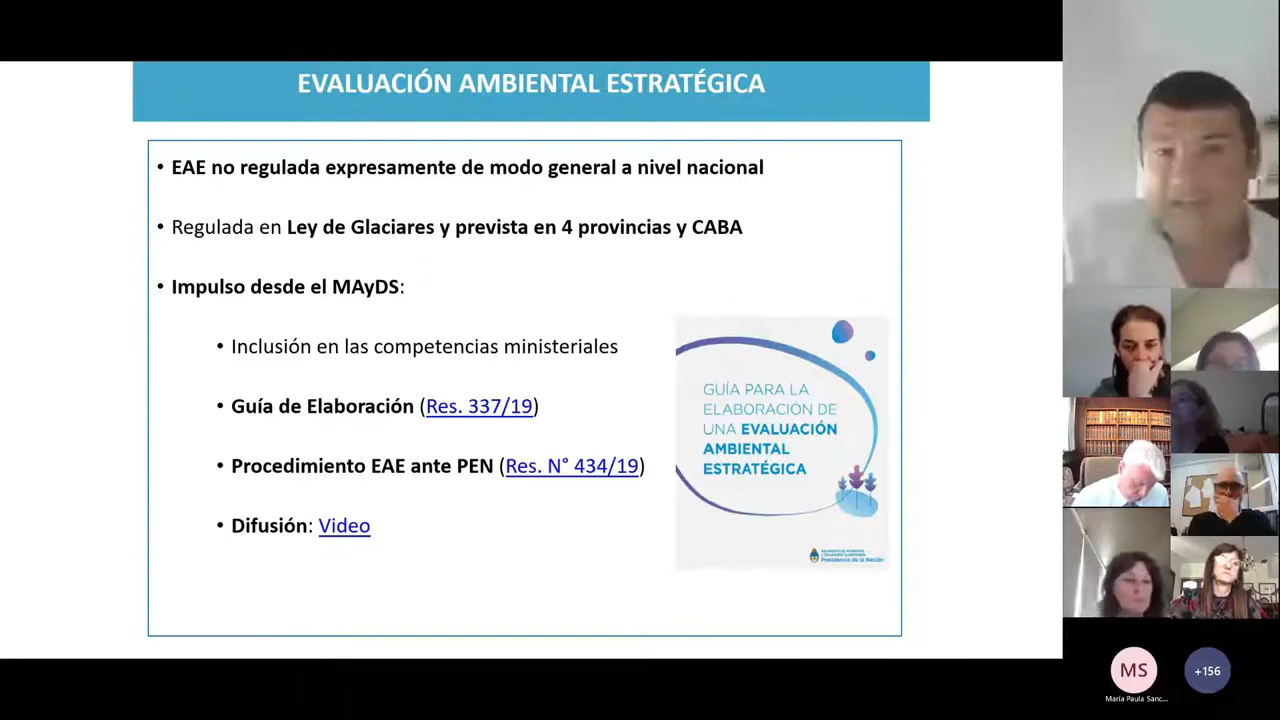 EVALUACIÓN AMBIENTAL ESTRATÉGICA
• EAE no regulada expresamente de modo general a nivel nacional
• Regulada en Ley de Glaciares y prevista en 4 provincias y CABA
• Impulso desde el MAyDS:
• Inclusión en las competencias ministeriales
• Guía de Elaboración (Res. 337/19)
• Procedimiento EAE ante PEN (Res. N° 434/19)
• Difusión: Video
GUÍA PARA LA
ELABORACIÓN DE
UNA EVALUACIÓN
AMBIENTAL
ESTRATÉGICA
Presidencia de la Nación
MS
Maria Paula Sanc...
+156